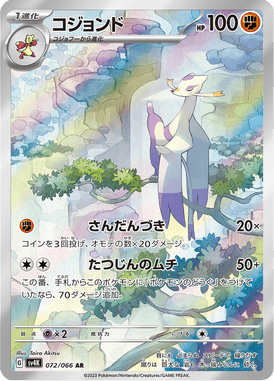 1進化
コジョンド
HP 100
コジョフーから進化
さんだんづき 20×
コインを3回投げ、オモテの数×20ダメージ。
たつじんのムチ 50+
この番、手札からこのポケモンに「ポケモンのどうぐ」をつけて
いたなら、70ダメージ追加。
弱点 ×2 抵抗力 にげる
Illus. Taira Akitsu
sv4K 072/066 AR
©2023 Pokémon/Nintendo/Creatures/GAME FREAK.